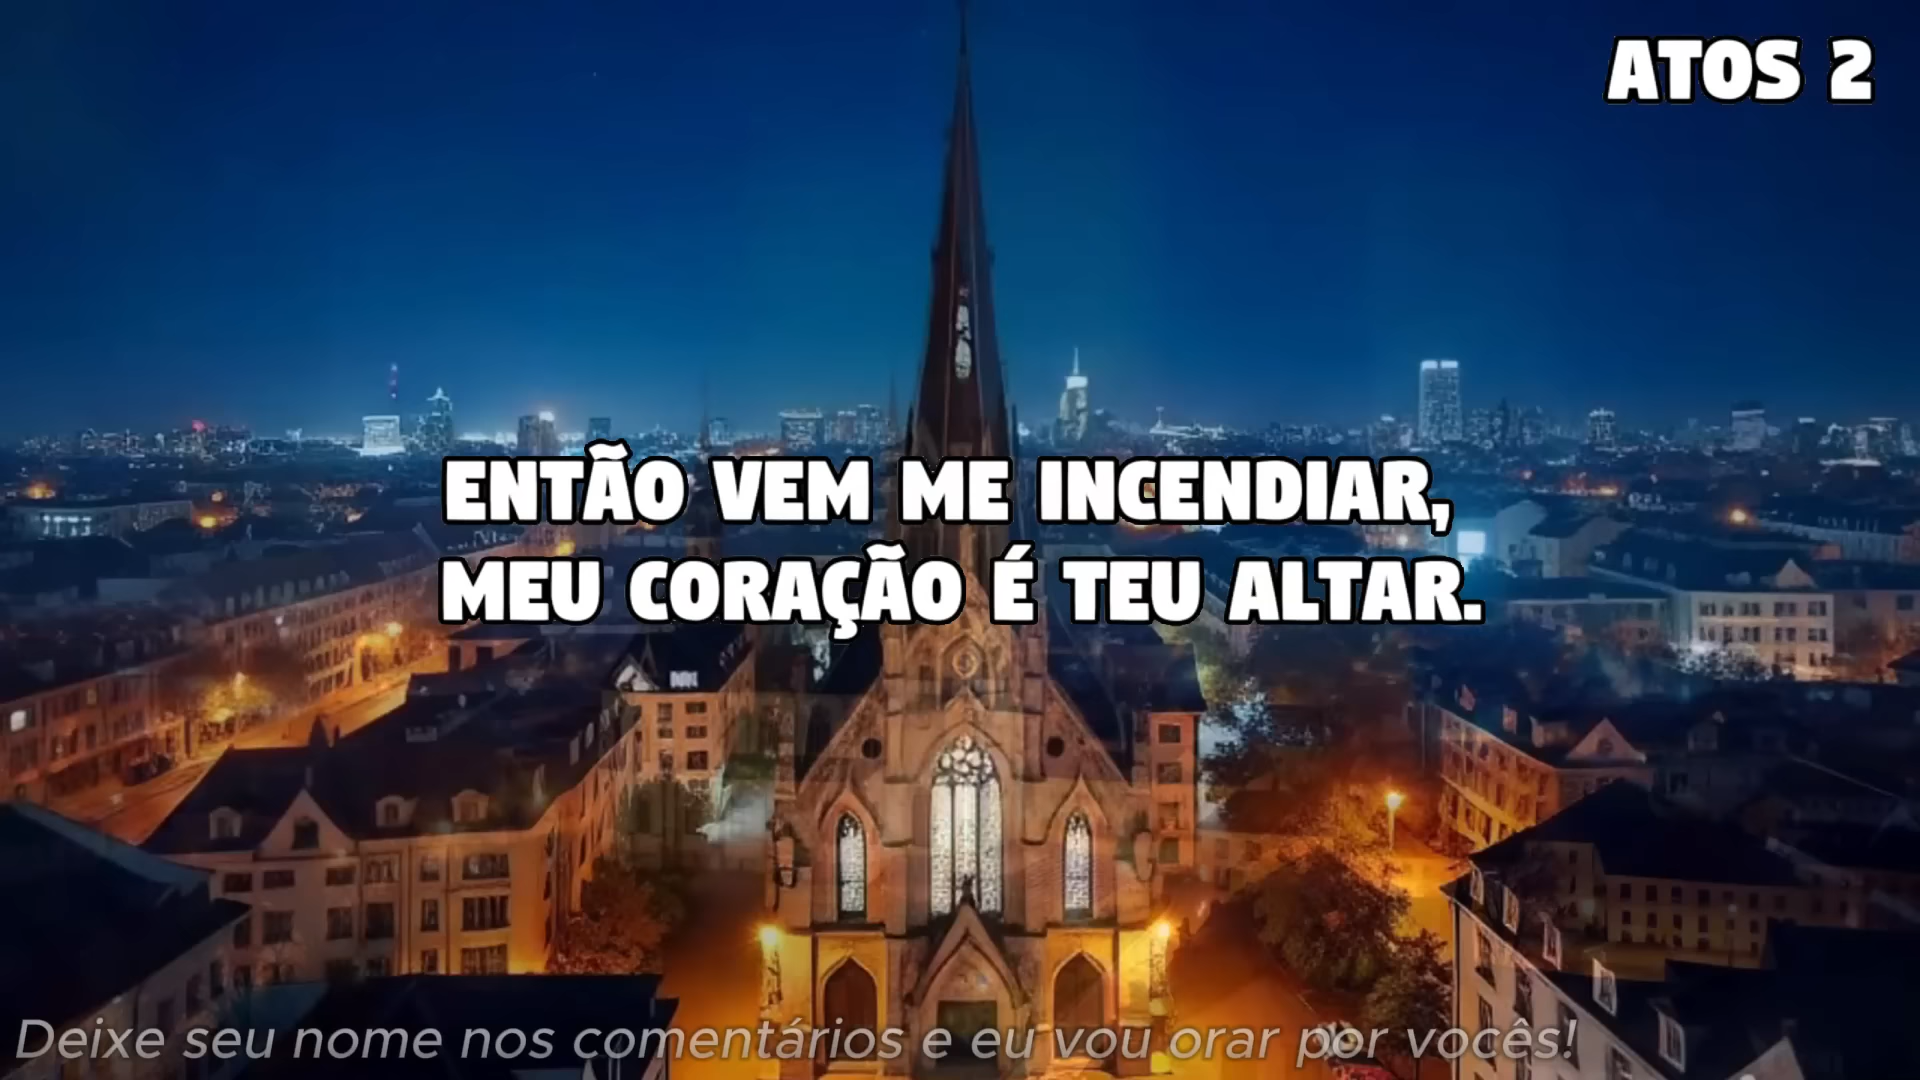 ATOS 2
ENTÃO VEM ME INCENDIAR,
MEU CORAÇÃO É TEU ALTAR.
Deixe seu nome nos comentários e eu vou orar por vocês!